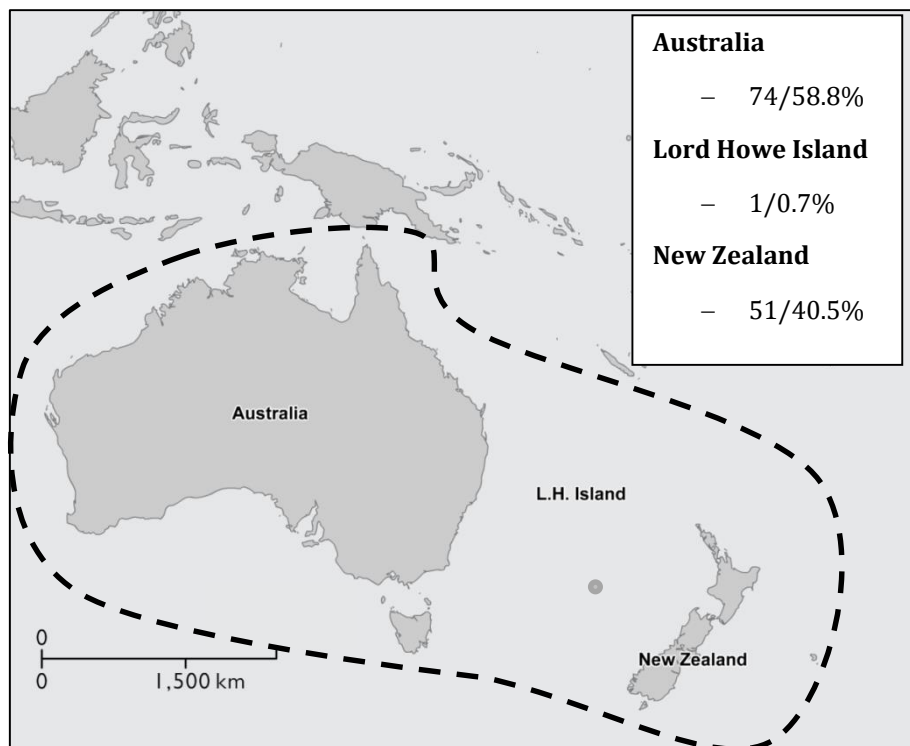 Australia
– 74/58.8%
Lord Howe Island
– 1/0.7%
New Zealand
– 51/40.5%
Australia
L.H. Island
New Zealand
0
0 1,500 km